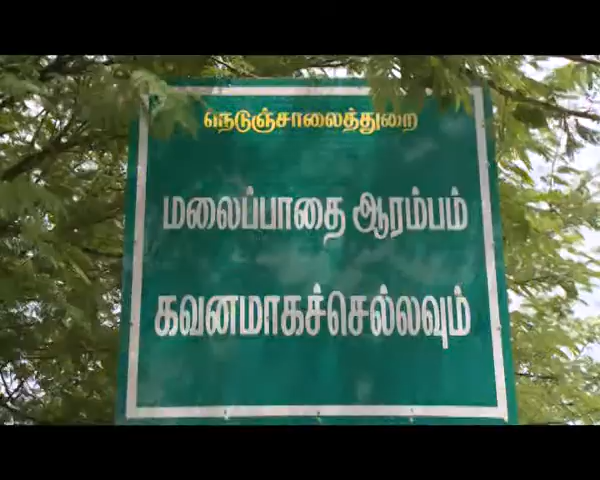 நெடுஞ்சாலைத்துறை
மலைப்பாதை ஆரம்பம்
கவனமாகச்செல்லவும்